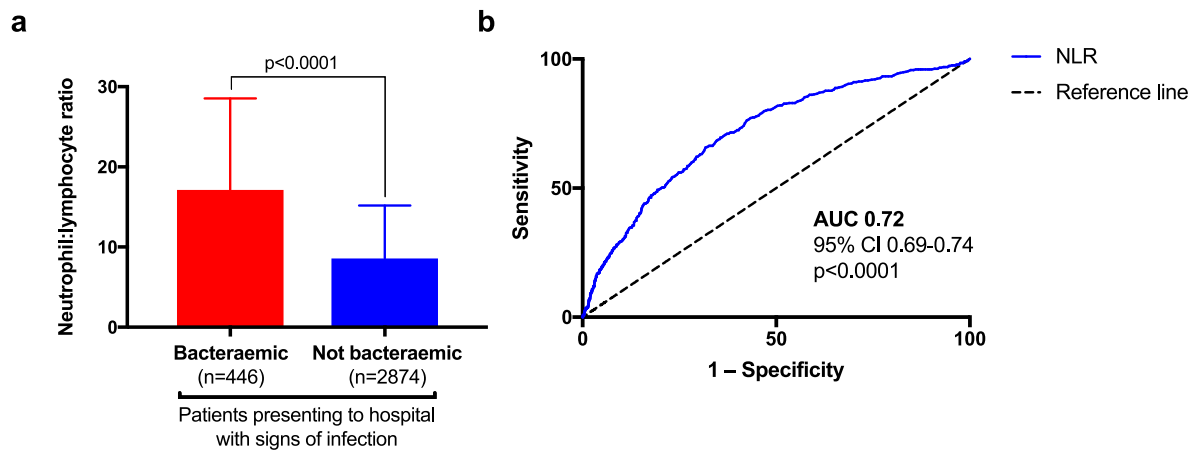 a
p<0.0001
30
20
10
0
Neutrophil:lymphocyte ratio
Bacteraemic
(n=446)
Not bacteraemic
(n=2874)
Patients presenting to hospital
with signs of infection
b
100
50
0
Sensitivity
AUC 0.72
95% CI 0.69-0.74
p<0.0001
0
50
100
1 – Specificity
NLR
Reference line